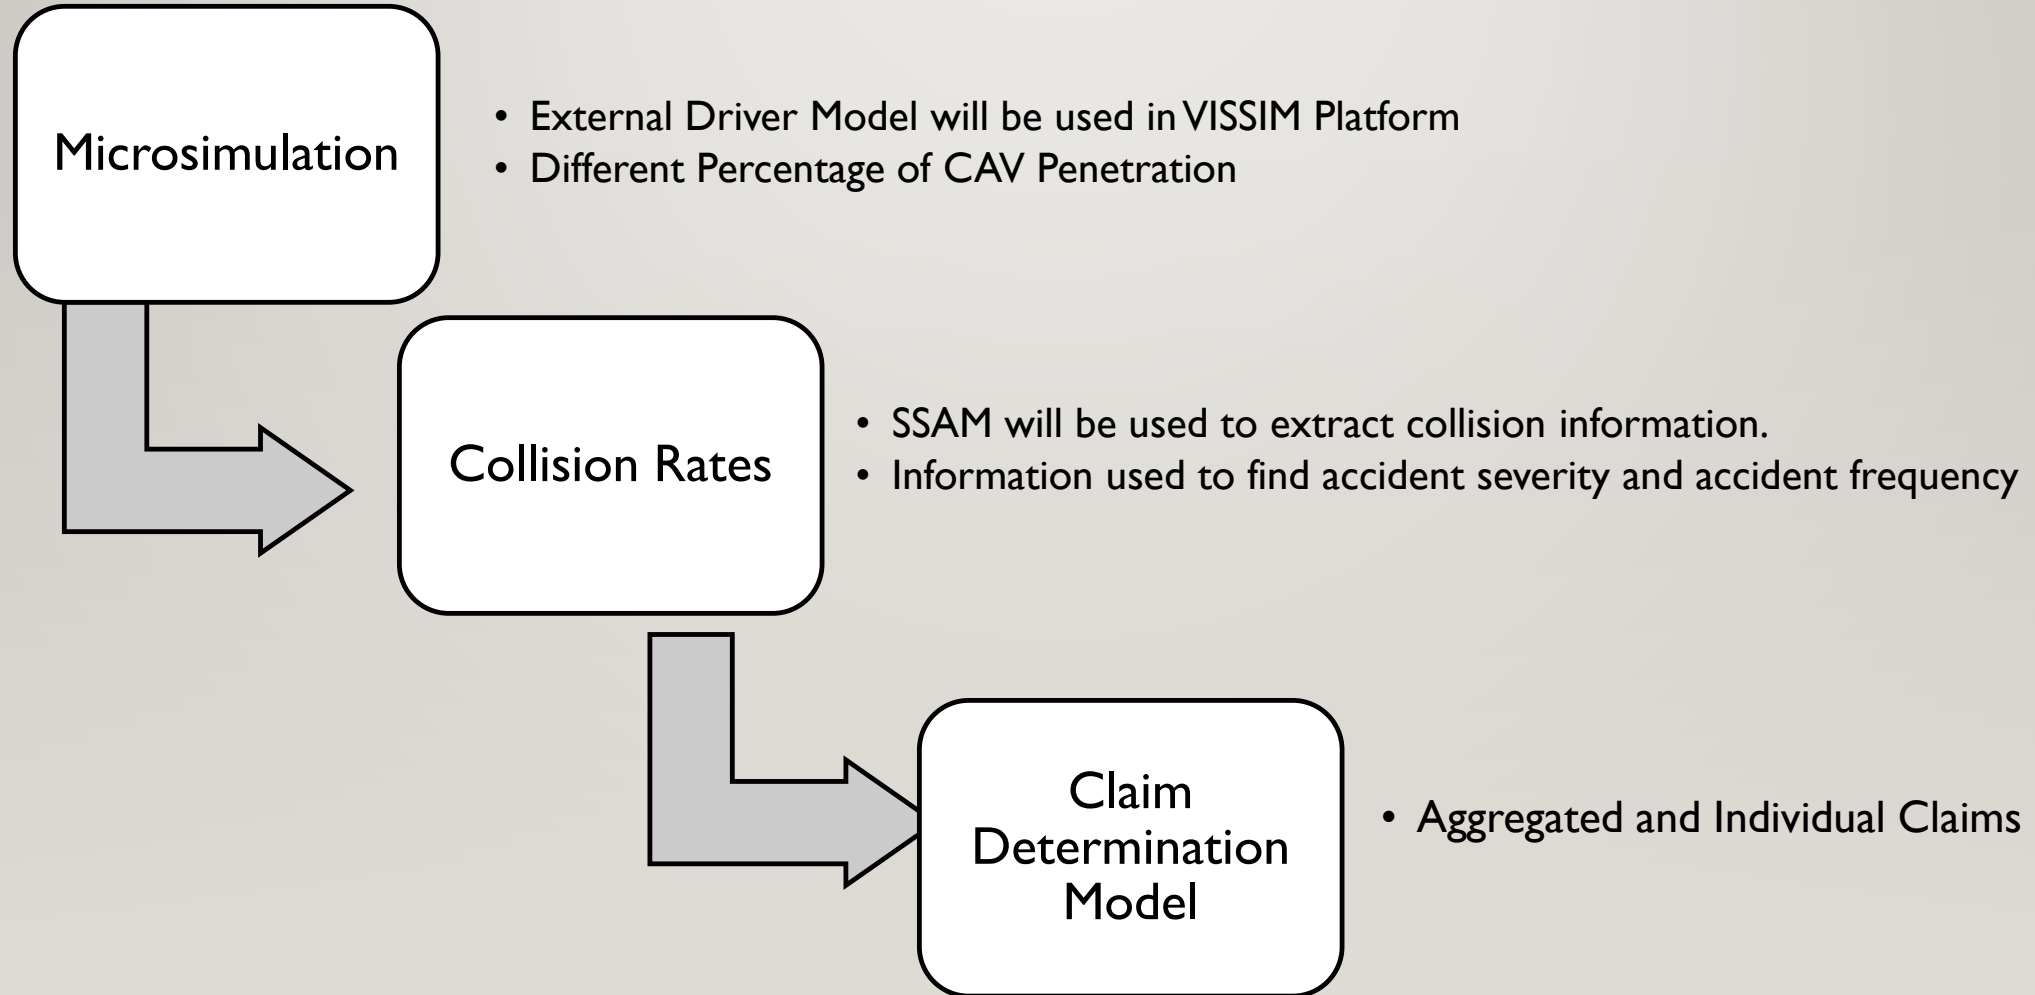 Microsimulation
• External Driver Model will be used in VISSIM Platform
• Different Percentage of CAV Penetration
Collision Rates
• SSAM will be used to extract collision information.
• Information used to find accident severity and accident frequency
Claim
Determination
Model
• Aggregated and Individual Claims